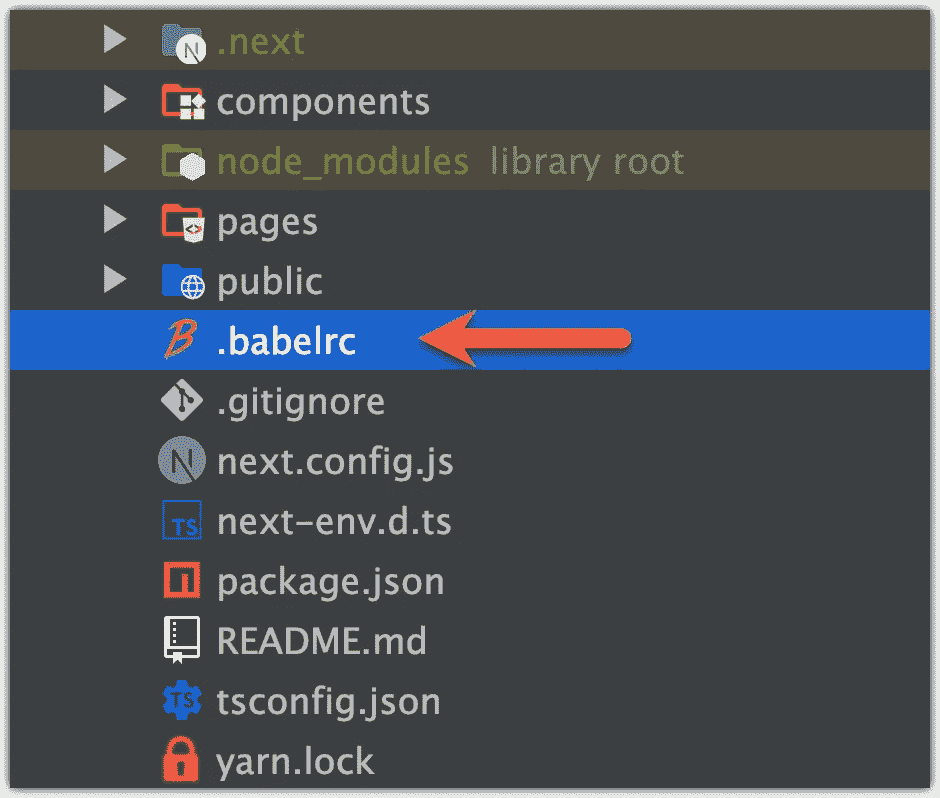 .next
components
node_modules library root
pages
public
.babelrc
.gitignore
next.config.js
next-env.d.ts
package.json
README.md
tsconfig.json
yarn.lock